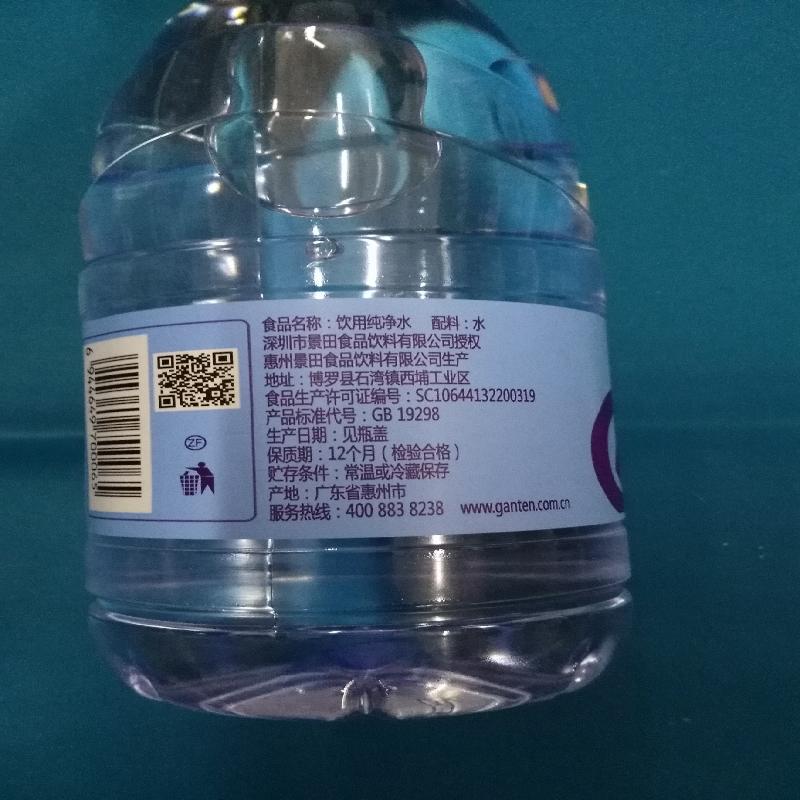 食品名称：饮用纯净水 配料：水
深圳市景田食品饮料有限公司授权
惠州景田食品饮料有限公司生产
地址：博罗县石湾镇西埔工业区
食品生产许可证编号：SC10644132200319
产品标准代号：GB 19298
生产日期：见瓶盖
保质期：12个月（检验合格）
贮存条件：常温或冷藏保存
产地：广东省惠州市
服务热线：400 883 8238 www.ganten.com.cn
6 944649 700065
ZF